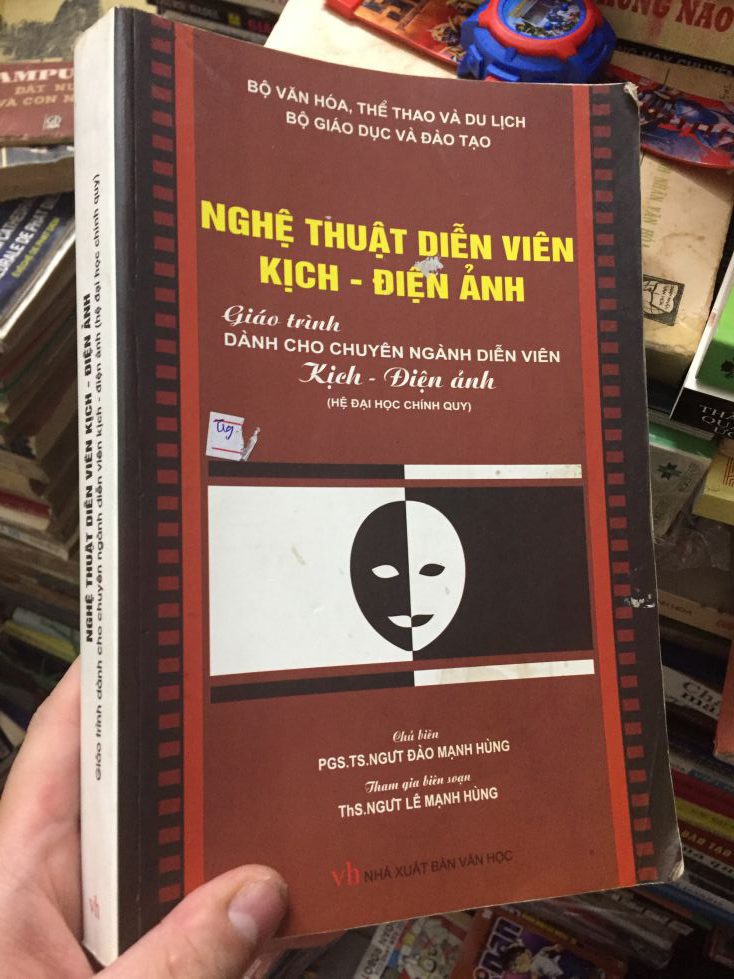 BỘ VĂN HÓA, THỂ THAO VÀ DU LỊCH
BỘ GIÁO DỤC VÀ ĐÀO TẠO
NGHỆ THUẬT DIỄN VIÊN
KỊCH - ĐIỆN ẢNH
Giáo trình
DÀNH CHO CHUYÊN NGÀNH DIỄN VIÊN
Kịch - Điện ảnh
(HỆ ĐẠI HỌC CHÍNH QUY)
Chủ biên
PGS.TS.NGƯT ĐÀO MẠNH HÙNG
Tham gia biên soạn
ThS.NGƯT LÊ MẠNH HÙNG
vh NHÀ XUẤT BẢN VĂN HỌC
NGHỆ THUẬT DIỄN VIÊN KỊCH - ĐIỆN ẢNH
Giáo trình dành cho chuyên ngành diễn viên kịch - điện ảnh (hệ đại học chính quy)
vh